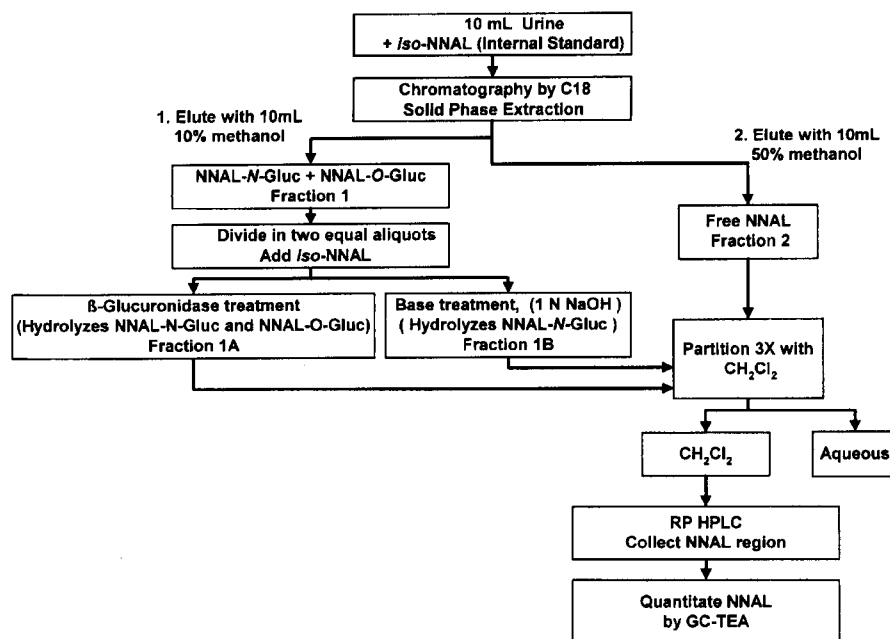 10 mL Urine
+ iso-NNAL (Internal Standard)
Chromatography by C18
Solid Phase Extraction
1. Elute with 10mL
10% methanol
2. Elute with 10mL
50% methanol
NNAL-N-Gluc + NNAL-O-Gluc
Fraction 1
Free NNAL
Fraction 2
Divide in two equal aliquots
Add iso-NNAL
ß-Glucuronidase treatment
(Hydrolyzes NNAL-N-Gluc and NNAL-O-Gluc)
Fraction 1A
Base treatment, (1 N NaOH )
( Hydrolyzes NNAL-N-Gluc )
Fraction 1B
Partition 3X with
CH₂Cl₂
CH₂Cl₂
Aqueous
RP HPLC
Collect NNAL region
Quantitate NNAL
by GC-TEA